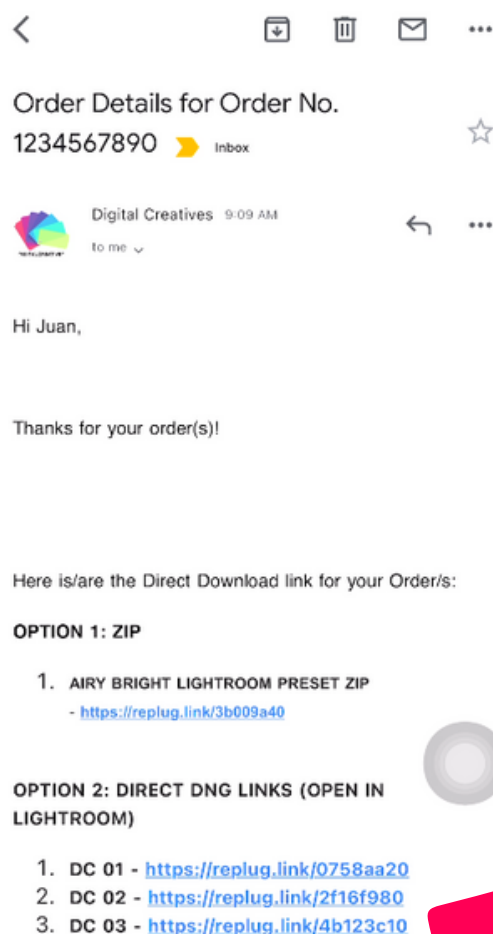 Order Details for Order No.
1234567890 Inbox
Digital Creatives 9:09 AM
to me
Hi Juan,
Thanks for your order(s)!
Here is/are the Direct Download link for your Order/s:
OPTION 1: ZIP
1. AIRY BRIGHT LIGHTROOM PRESET ZIP
- https://replug.link/3b009a40
OPTION 2: DIRECT DNG LINKS (OPEN IN
LIGHTROOM)
1. DC 01 - https://replug.link/0758aa20
2. DC 02 - https://replug.link/2f16f980
3. DC 03 - https://replug.link/4b123c10